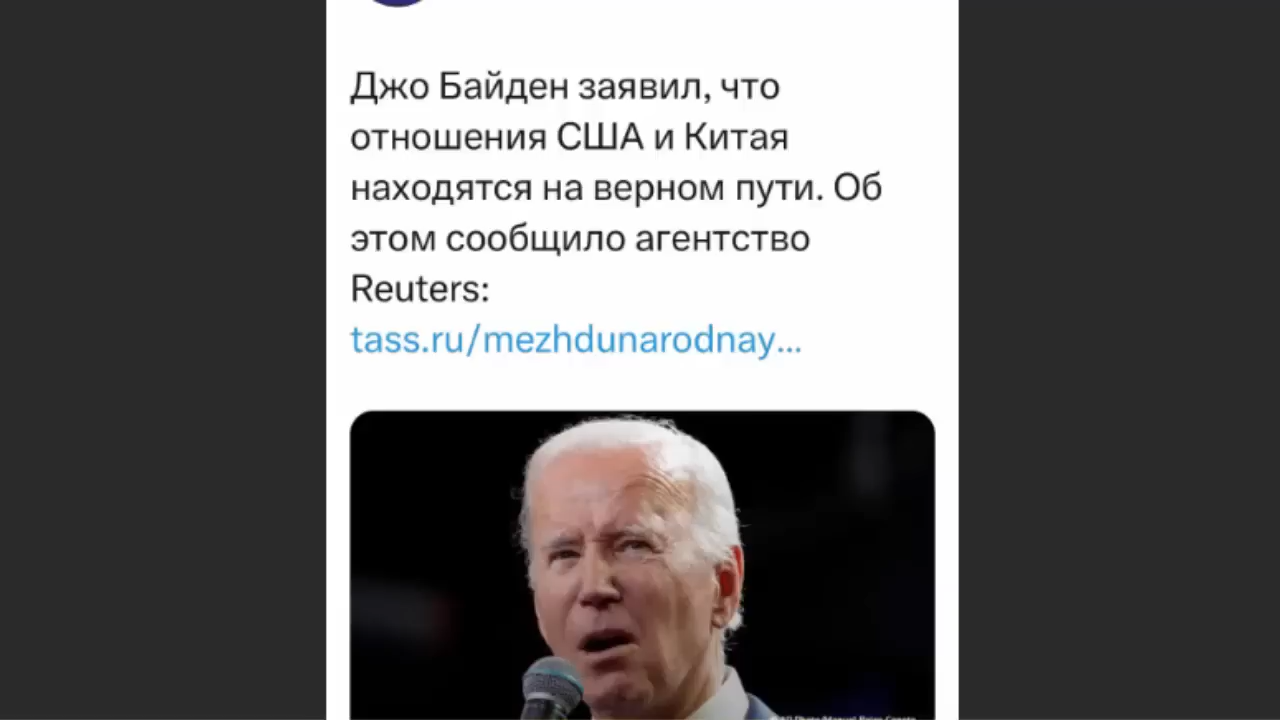 Джо Байден заявил, что
отношения США и Китая
находятся на верном пути. Об
этом сообщило агентство
Reuters:
tass.ru/mezhdunarodnay...